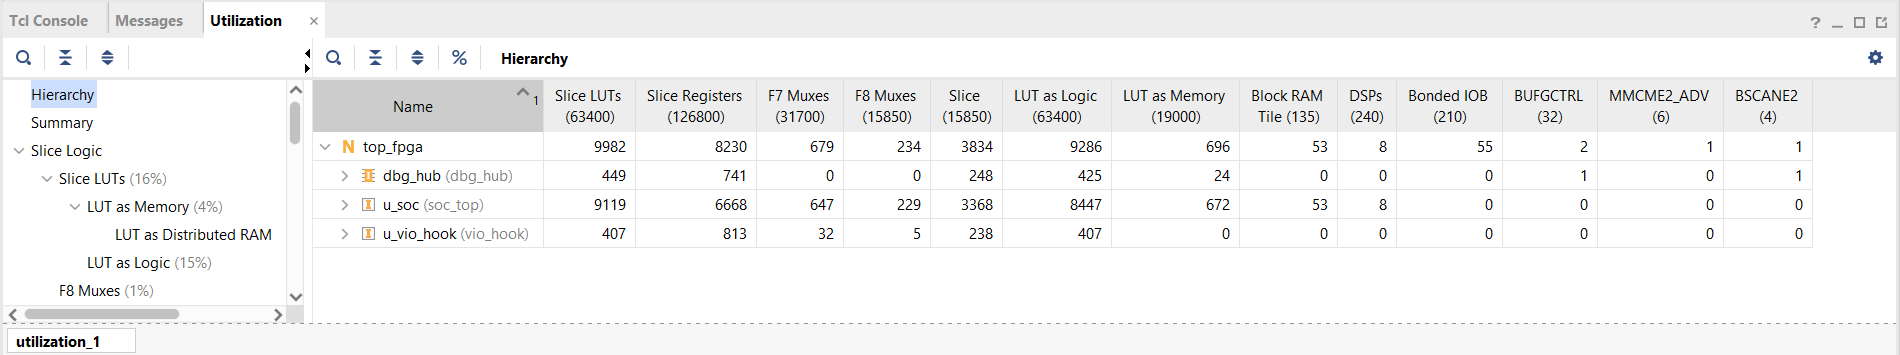 Tcl Console Messages Utilization ×
? _
% Hierarchy
Hierarchy
Summary
Slice Logic
Slice LUTs (16%)
LUT as Memory (4%)
LUT as Distributed RAM
LUT as Logic (15%)
F8 Muxes (1%)
Name 1 Slice LUTs (63400) Slice Registers (126800) F7 Muxes (31700) F8 Muxes (15850) Slice (15850) LUT as Logic (63400) LUT as Memory (19000) Block RAM Tile (135) DSPs (240) Bonded IOB (210) BUFGCTRL (32) MMCME2_ADV (6) BSCANE2 (4)
N top_fpga 9982 8230 679 234 3834 9286 696 53 8 55 2 1 1
dbg_hub (dbg_hub) 449 741 0 0 248 425 24 0 0 0 1 0 1
I u_soc (soc_top) 9119 6668 647 229 3368 8447 672 53 8 0 0 0 0
I u_vio_hook (vio_hook) 407 813 32 5 238 407 0 0 0 0 0 0 0
utilization_1